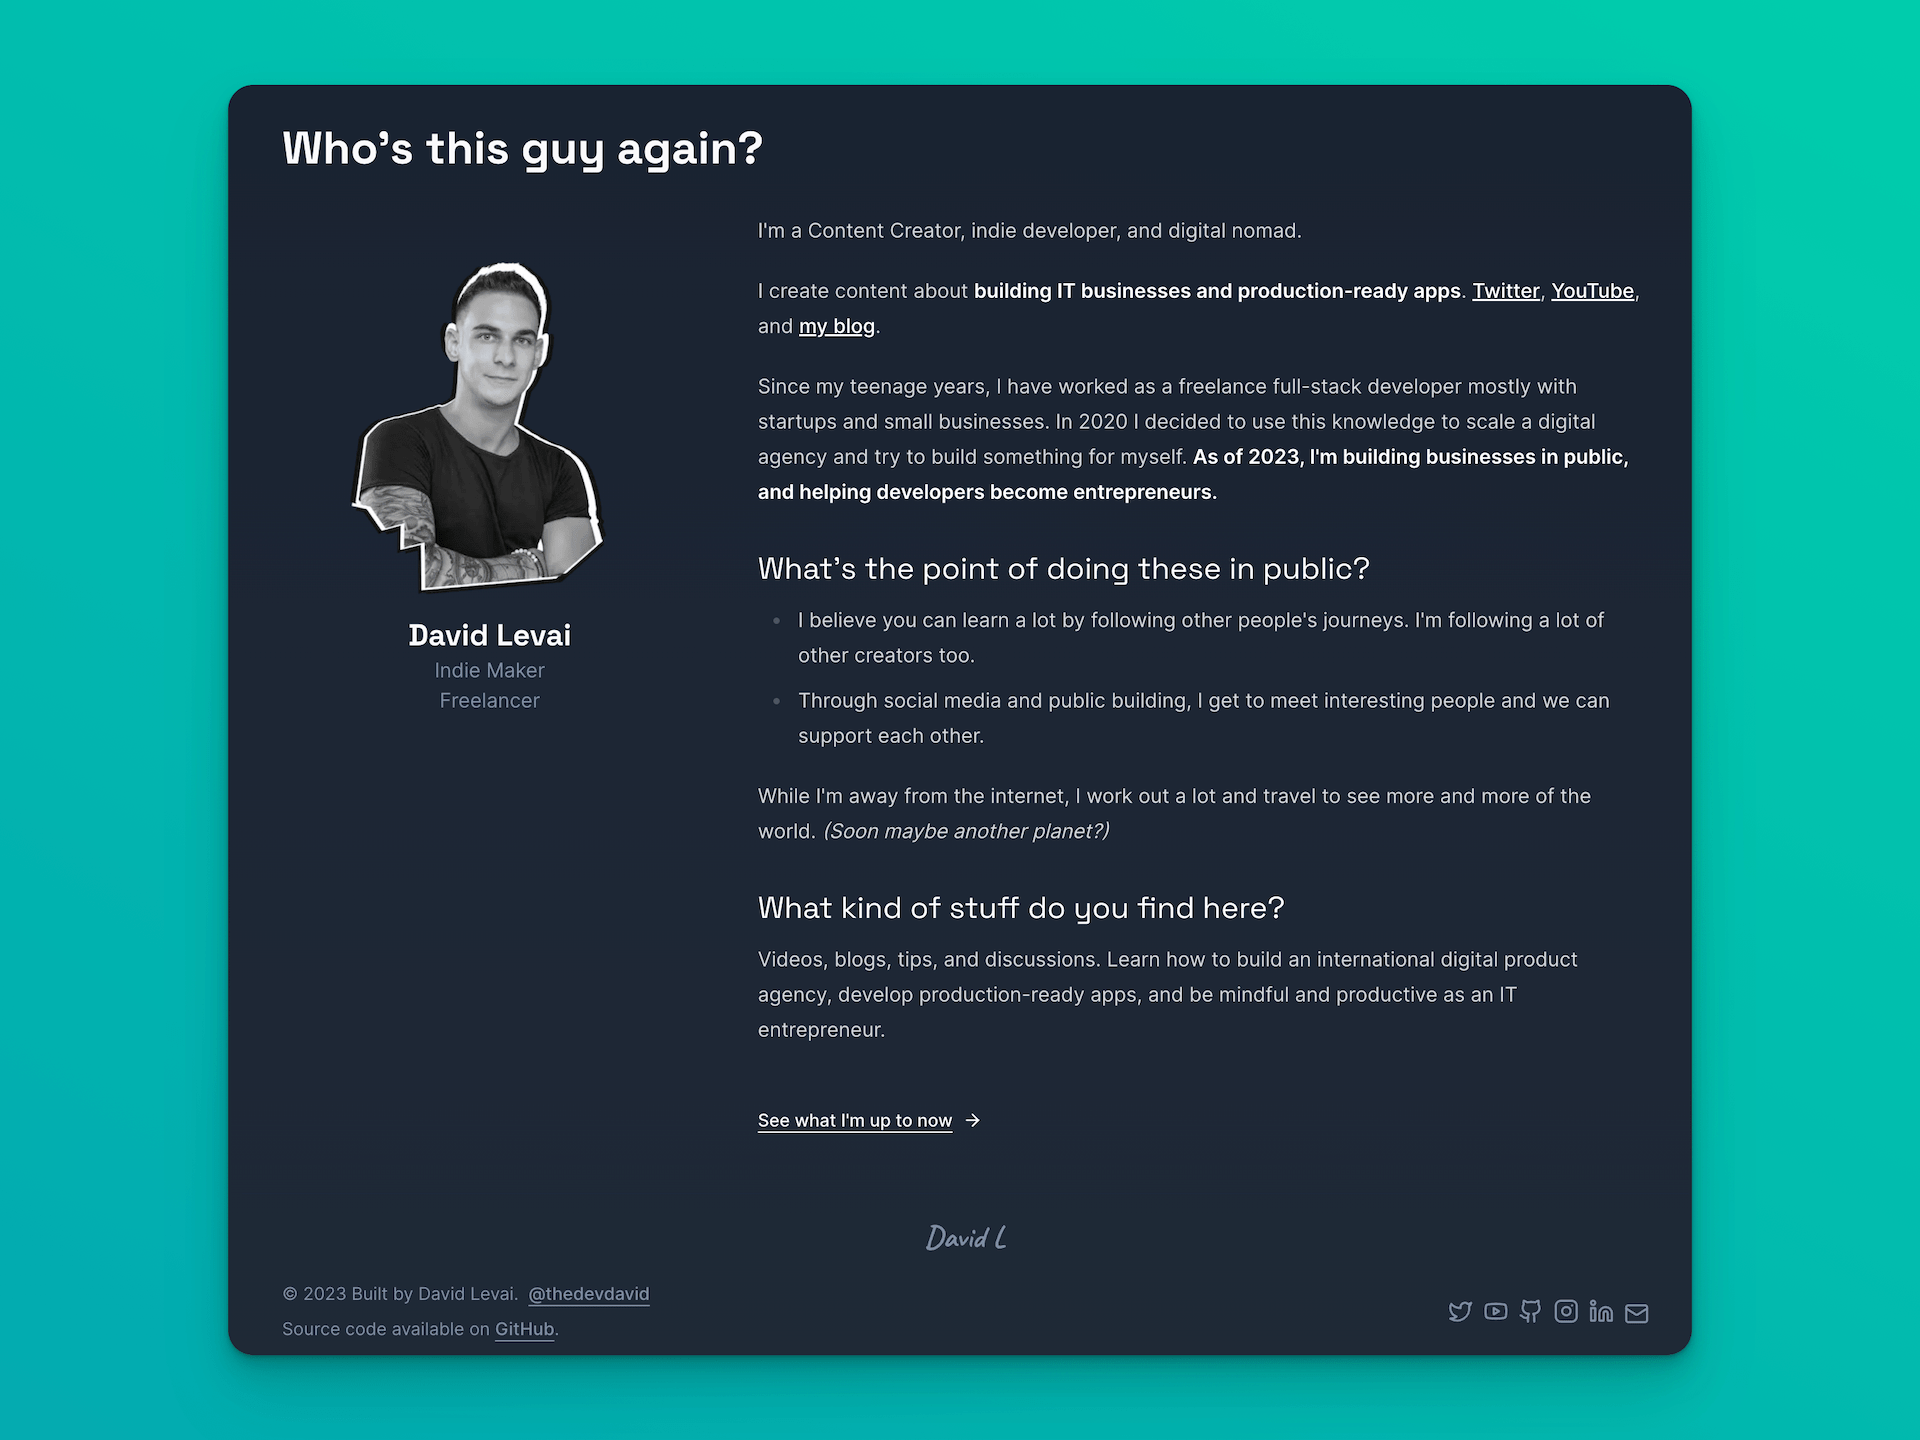 Who’s this guy again?
David Levai
Indie Maker
Freelancer
I'm a Content Creator, indie developer, and digital nomad.
I create content about building IT businesses and production-ready apps. Twitter, YouTube,
and my blog.
Since my teenage years, I have worked as a freelance full-stack developer mostly with
startups and small businesses. In 2020 I decided to use this knowledge to scale a digital
agency and try to build something for myself. As of 2023, I'm building businesses in public,
and helping developers become entrepreneurs.
What’s the point of doing these in public?
• I believe you can learn a lot by following other people's journeys. I'm following a lot of
other creators too.
• Through social media and public building, I get to meet interesting people and we can
support each other.
While I'm away from the internet, I work out a lot and travel to see more and more of the
world. (Soon maybe another planet?)
What kind of stuff do you find here?
Videos, blogs, tips, and discussions. Learn how to build an international digital product
agency, develop production-ready apps, and be mindful and productive as an IT
entrepreneur.
See what I'm up to now →
David L
© 2023 Built by David Levai. @thedevdavid
Source code available on GitHub.